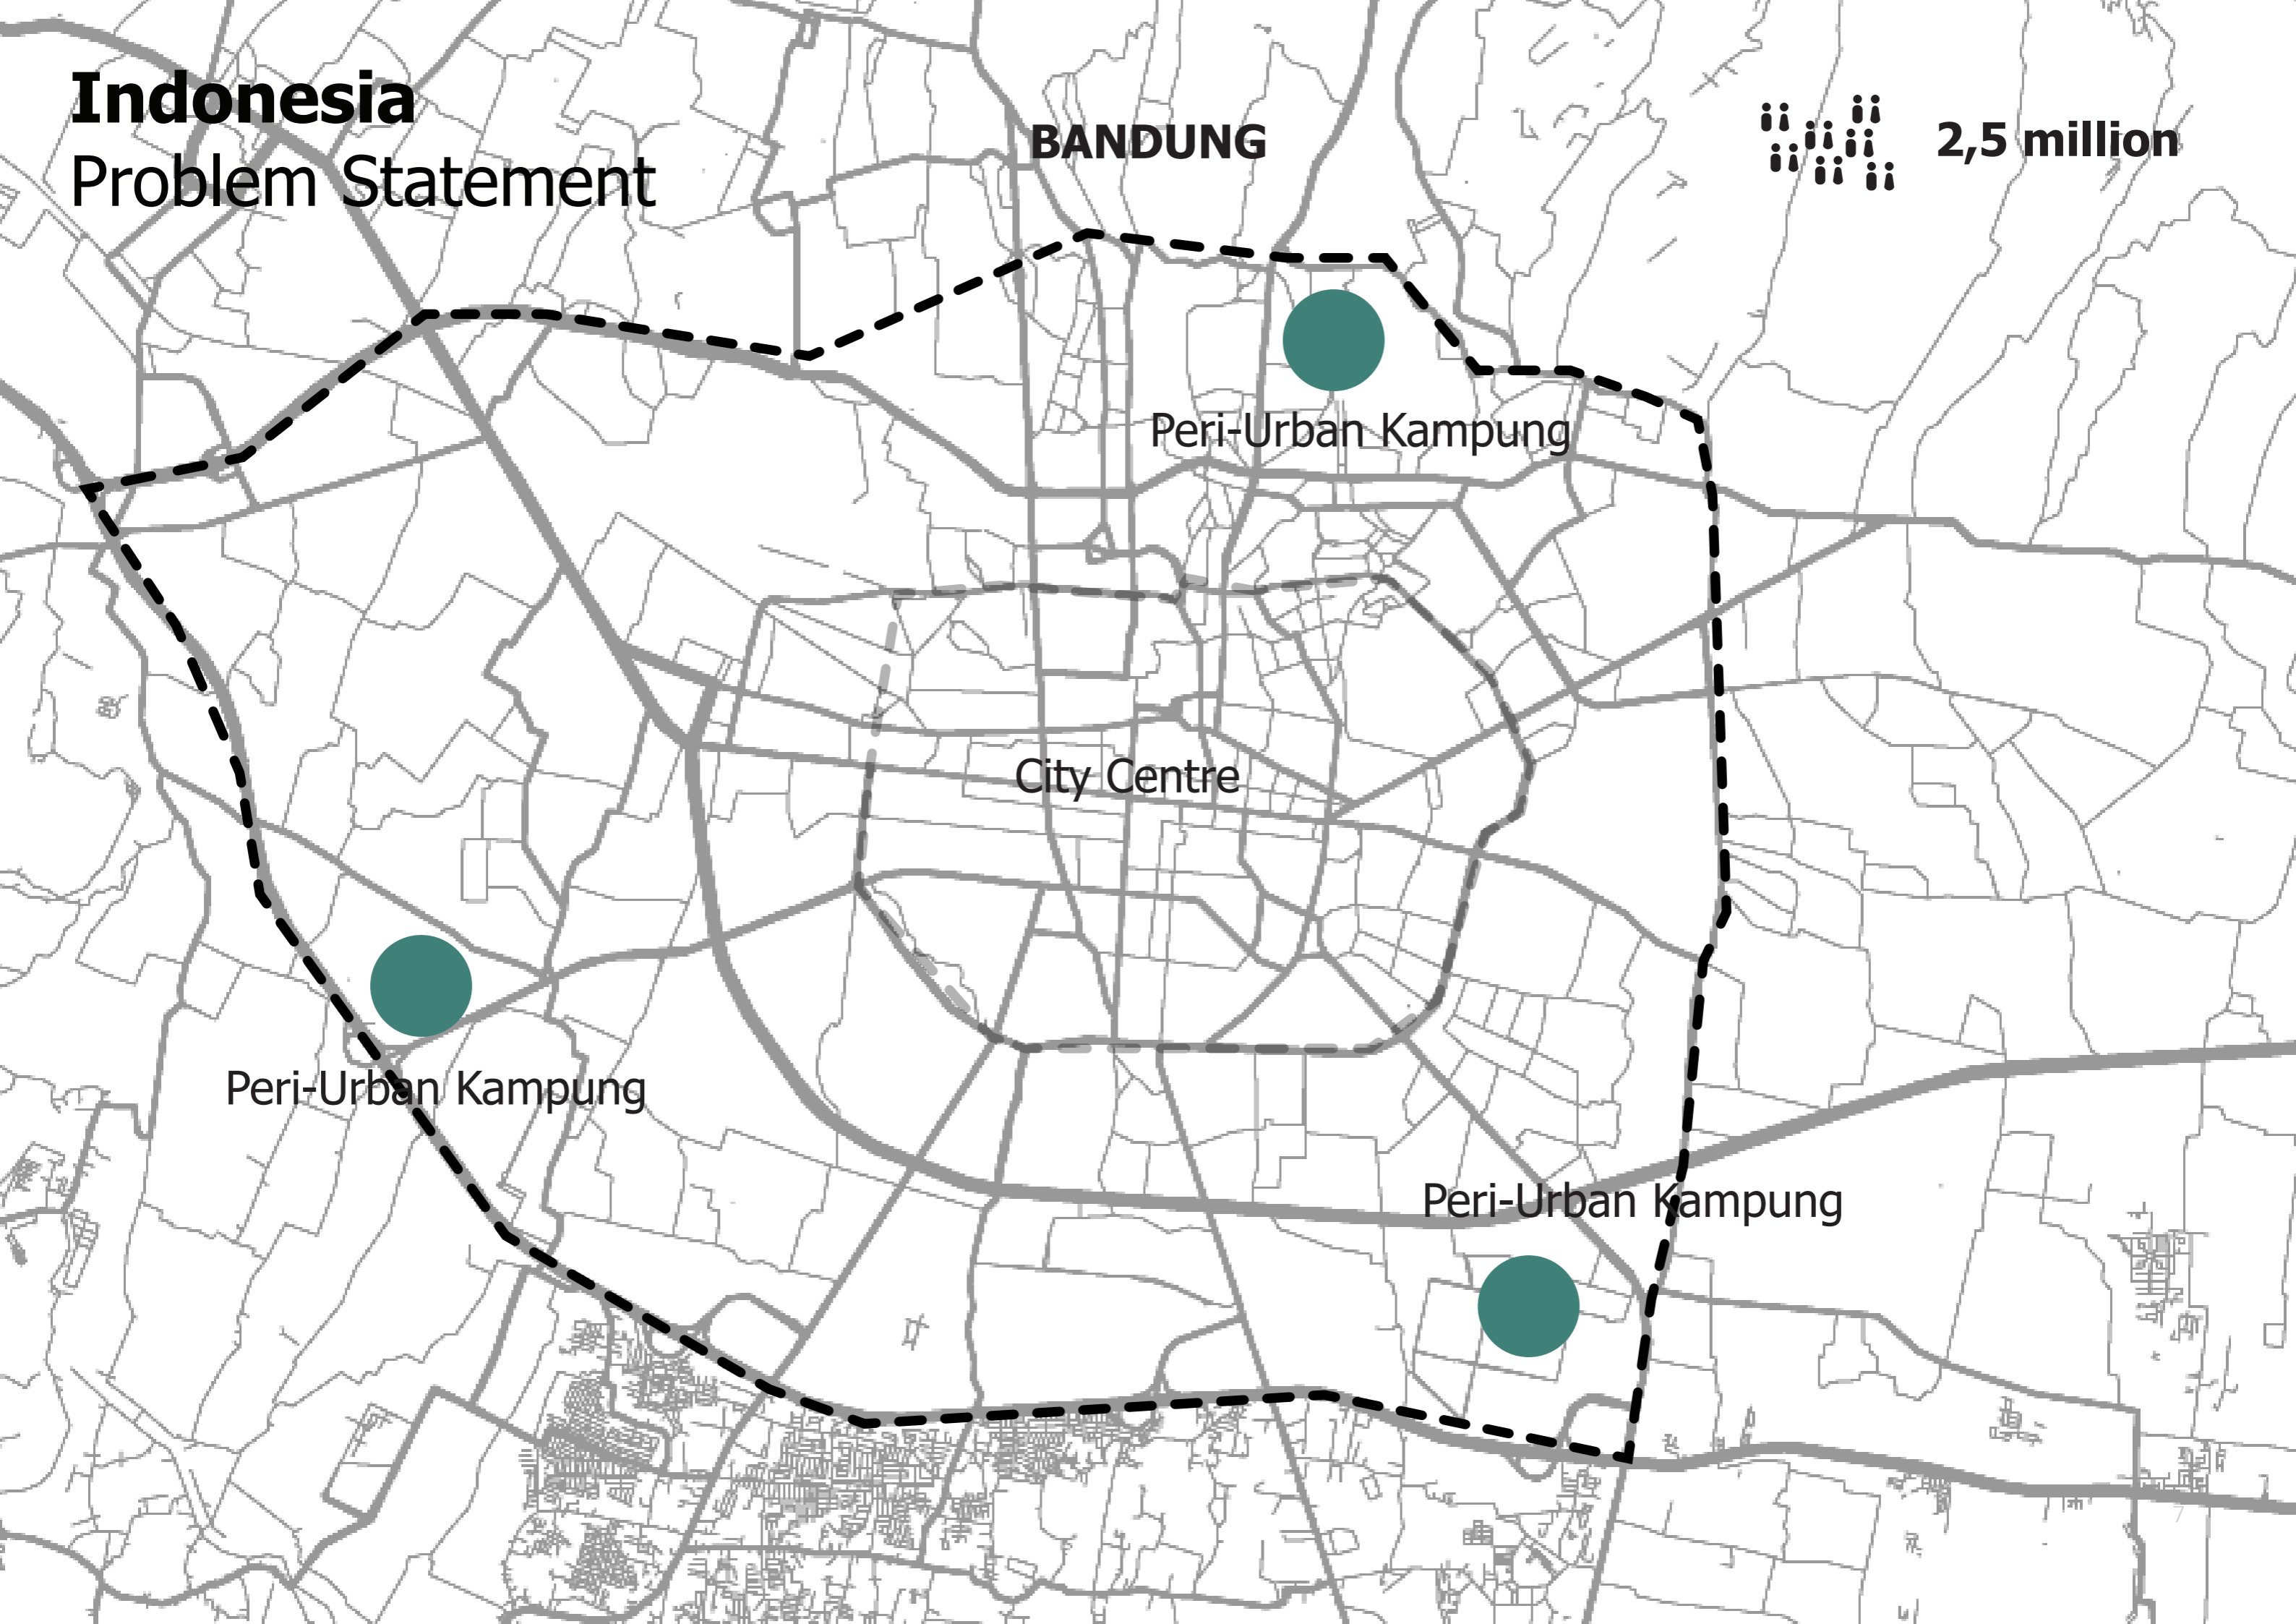 Indonesia
Problem Statement
BANDUNG
2,5 million
Peri-Urban Kampung
City Centre
Peri-Urban Kampung
Peri-Urban Kampung